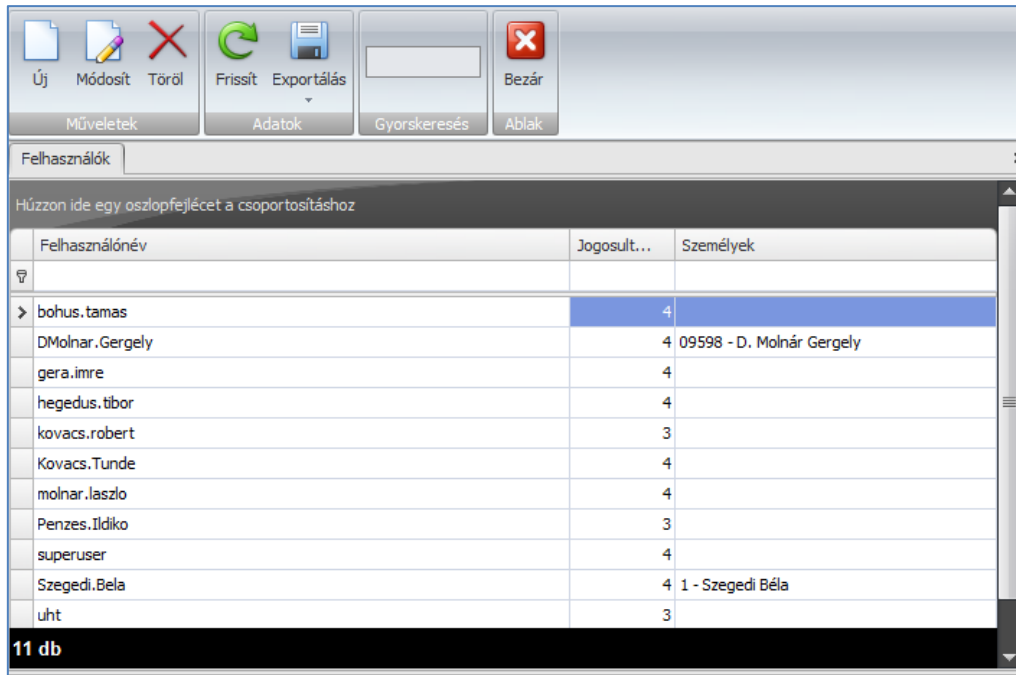 Új Módosít Töröl Frissít Exportálás Bezár
Műveletek Adatok Gyorskeresés Ablak
Felhasználók
Húzzon ide egy oszlopfejlécet a csoportosításhoz
Felhasználónév Jogosult... Személyek
bohus.tamas 4
DMolnar.Gergely 4 09598 - D. Molnár Gergely
gera.imre 4
hegedus.tibor 4
kovacs.robert 3
Kovacs.Tunde 4
molnar.laszlo 4
Penzes.Ildiko 3
superuser 4
Szegedi.Bela 4 1 - Szegedi Béla
uht 3
11 db